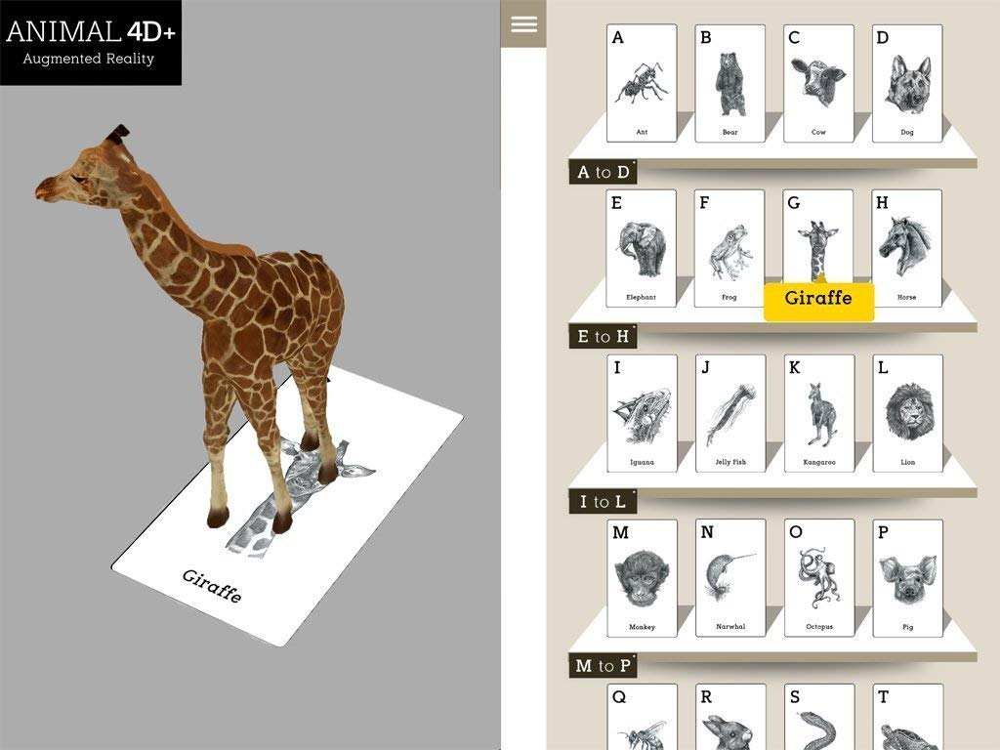 ANIMAL 4D+
Augmented Reality
Giraffe
A
B
C
D
Ant
Bear
Cow
Dog
A to D
E
F
G
H
Elephant
Frog
Giraffe
Horse
E to H
I
J
K
L
Iguana
Jelly Fish
Kangaroo
Lion
I to L
M
N
O
P
Monkey
Narwhal
Octopus
Pig
M to P
Q
R
S
T